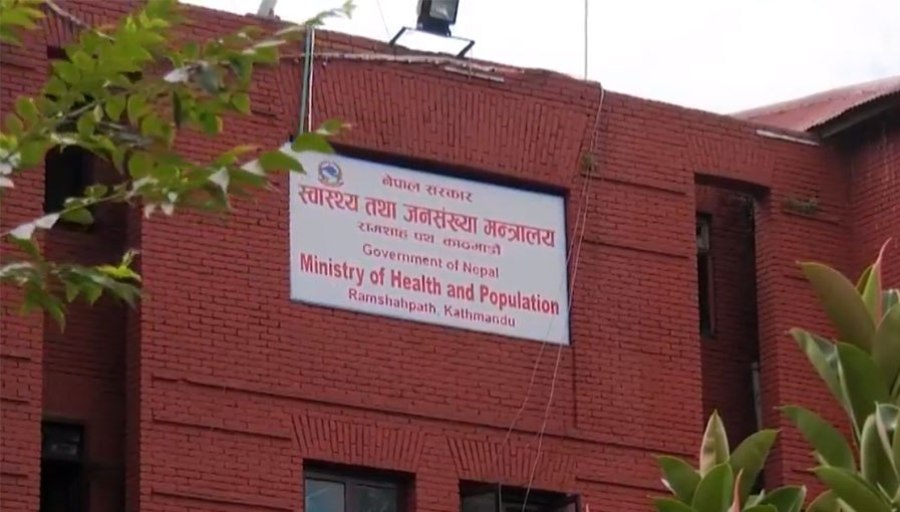 नेपाल सरकार
स्वास्थ्य तथा जनसंख्या मन्त्रालय
रामशाह पथ काठमाडौं
Government of Nepal
Ministry of Health and Population
Ramshahpath, Kathmandu